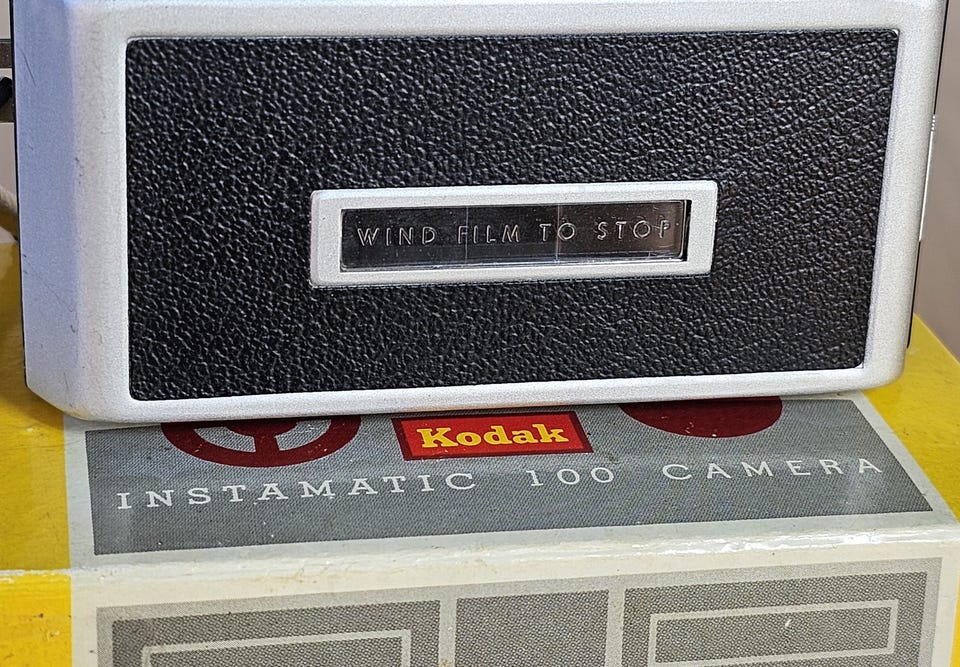 WIND FILM TO STOP
Kodak
INSTAMATIC 100 CAMERA